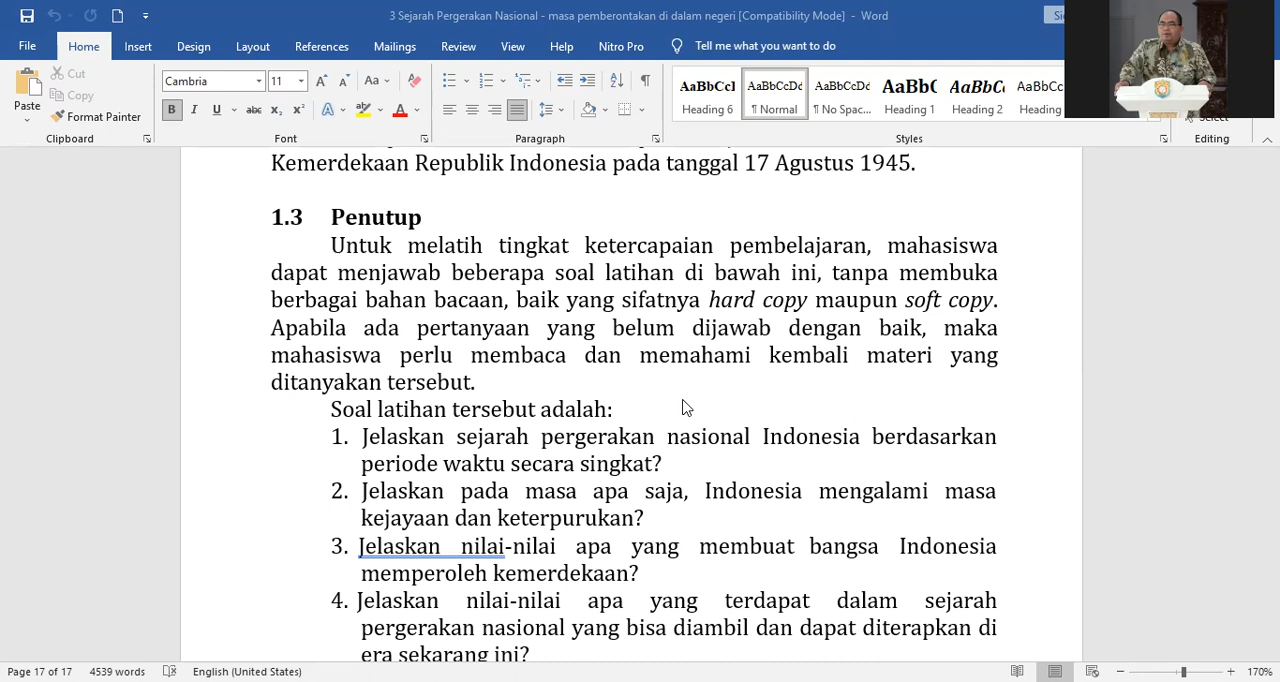 3 Sejarah Pergerakan Nasional - masa pemberontakan di dalam negeri [Compatibility Mode] - Word
File Home Insert Design Layout References Mailings Review View Help Nitro Pro Tell me what you want to do
Cut
Copy
Paste
Format Painter
Cambria 11
AaBbCcI AaBbCcDd AaBbCcDd AaBb( AaBbC AaBbCc
Heading 6 ¶ Normal ¶ No Spac... Heading 1 Heading 2 Heading
Select
Clipboard Font Paragraph Styles Editing
Kemerdekaan Republik Indonesia pada tanggal 17 Agustus 1945.
1.3 Penutup
Untuk melatih tingkat ketercapaian pembelajaran, mahasiswa
dapat menjawab beberapa soal latihan di bawah ini, tanpa membuka
berbagai bahan bacaan, baik yang sifatnya hard copy maupun soft copy.
Apabila ada pertanyaan yang belum dijawab dengan baik, maka
mahasiswa perlu membaca dan memahami kembali materi yang
ditanyakan tersebut.
Soal latihan tersebut adalah:
1. Jelaskan sejarah pergerakan nasional Indonesia berdasarkan
periode waktu secara singkat?
2. Jelaskan pada masa apa saja, Indonesia mengalami masa
kejayaan dan keterpurukan?
3. Jelaskan nilai-nilai apa yang membuat bangsa Indonesia
memperoleh kemerdekaan?
4. Jelaskan nilai-nilai apa yang terdapat dalam sejarah
pergerakan nasional yang bisa diambil dan dapat diterapkan di
era sekarang ini?
Page 17 of 17 4539 words English (United States) 170%